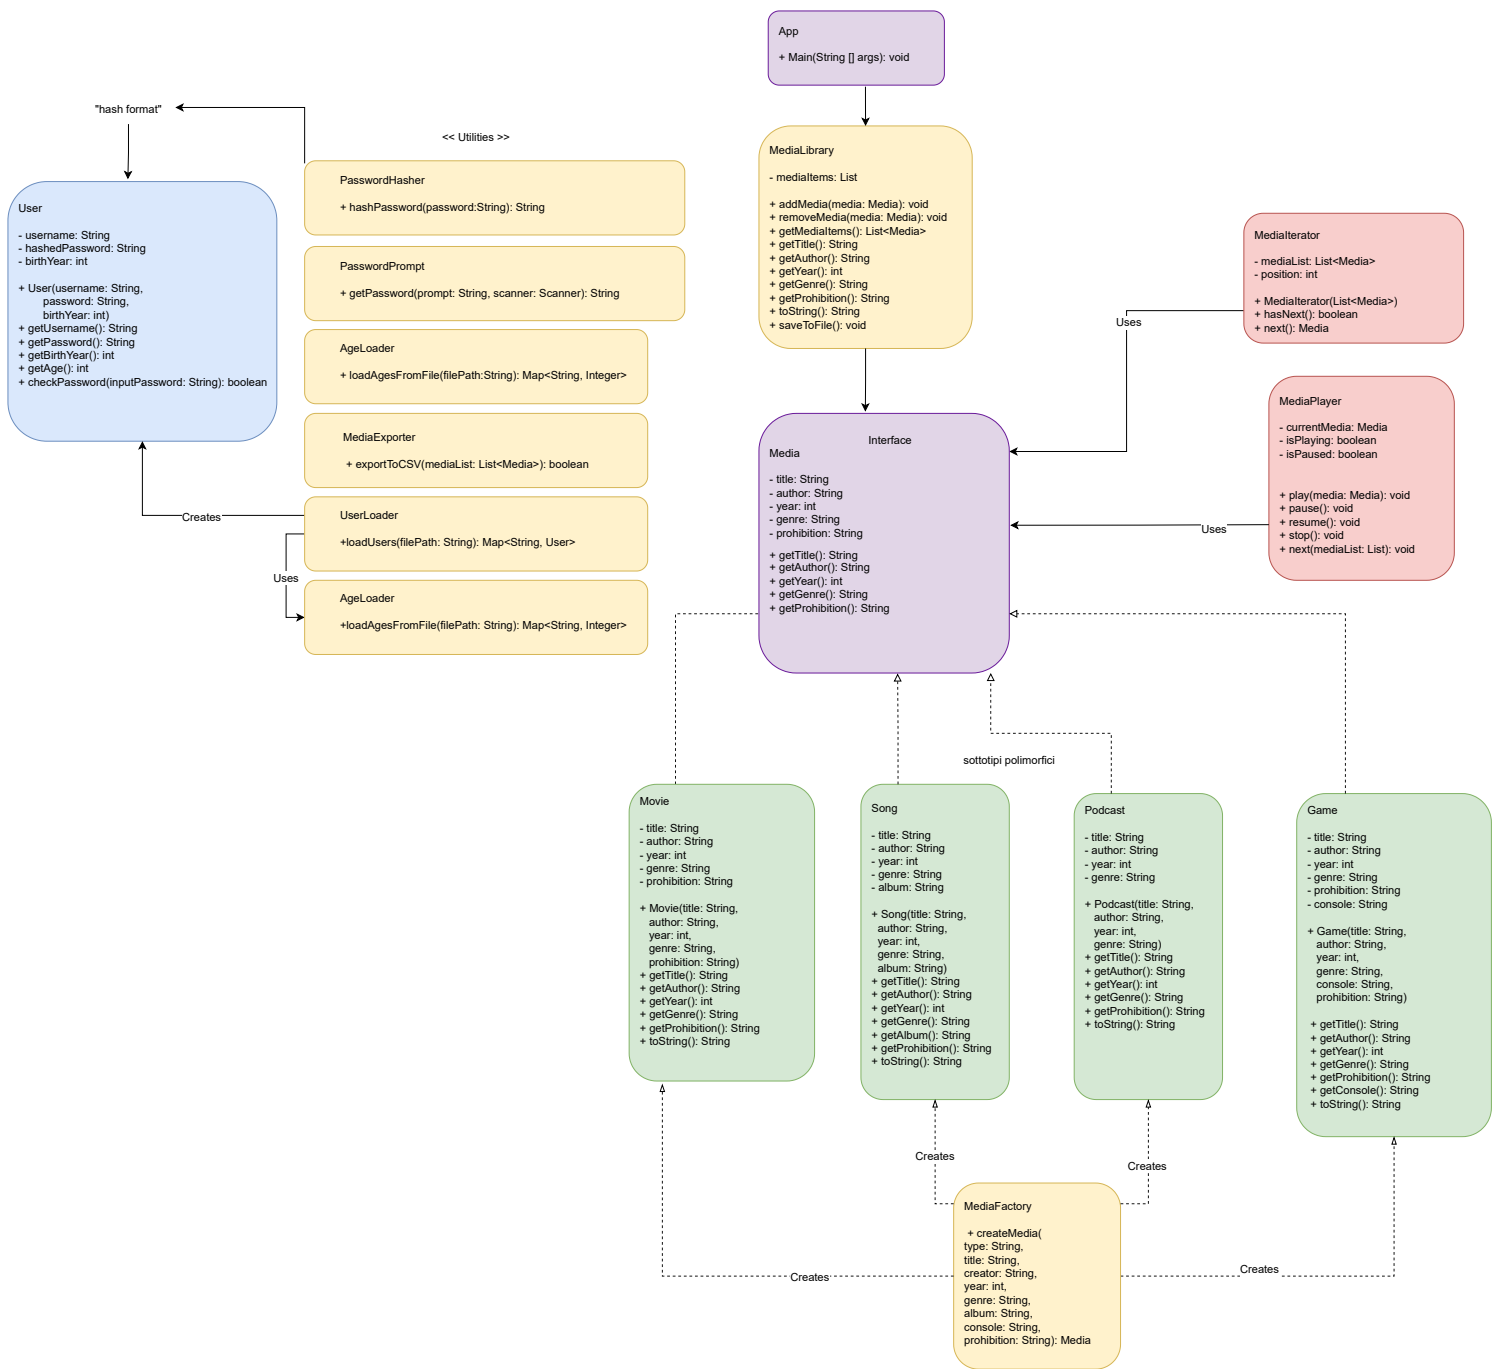 App
+ Main(String [] args): void
"hash format"
<< Utilities >>
User
- username: String
- hashedPassword: String
- birthYear: int
+ User(username: String,
password: String,
birthYear: int)
+ getUsername(): String
+ getPassword(): String
+ getBirthYear(): int
+ getAge(): int
+ checkPassword(inputPassword: String): boolean
PasswordHasher
+ hashPassword(password:String): String
PasswordPrompt
+ getPassword(prompt: String, scanner: Scanner): String
AgeLoader
+ loadAgesFromFile(filePath:String): Map<String, Integer>
MediaExporter
+ exportToCSV(mediaList: List<Media>): boolean
Creates
UserLoader
+loadUsers(filePath: String): Map<String, User>
Uses
AgeLoader
+loadAgesFromFile(filePath: String): Map<String, Integer>
MediaLibrary
- mediaItems: List
+ addMedia(media: Media): void
+ removeMedia(media: Media): void
+ getMediaItems(): List<Media>
+ getTitle(): String
+ getAuthor(): String
+ getYear(): int
+ getGenre(): String
+ getProhibition(): String
+ toString(): String
+ saveToFile(): void
Interface
Media
- title: String
- author: String
- year: int
- genre: String
- prohibition: String
+ getTitle(): String
+ getAuthor(): String
+ getYear(): int
+ getGenre(): String
+ getProhibition(): String
Uses
MediaIterator
- mediaList: List<Media>
- position: int
+ MediaIterator(List<Media>)
+ hasNext(): boolean
+ next(): Media
Uses
MediaPlayer
- currentMedia: Media
- isPlaying: boolean
- isPaused: boolean
+ play(media: Media): void
+ pause(): void
+ resume(): void
+ stop(): void
+ next(mediaList: List): void
sottotipi polimorfici
Movie
- title: String
- author: String
- year: int
- genre: String
- prohibition: String
+ Movie(title: String,
author: String,
year: int,
genre: String,
prohibition: String)
+ getTitle(): String
+ getAuthor(): String
+ getYear(): int
+ getGenre(): String
+ getProhibition(): String
+ toString(): String
Song
- title: String
- author: String
- year: int
- genre: String
- album: String
+ Song(title: String,
author: String,
year: int,
genre: String,
album: String)
+ getTitle(): String
+ getAuthor(): String
+ getYear(): int
+ getGenre(): String
+ getAlbum(): String
+ getProhibition(): String
+ toString(): String
Podcast
- title: String
- author: String
- year: int
- genre: String
+ Podcast(title: String,
author: String,
year: int,
genre: String)
+ getTitle(): String
+ getAuthor(): String
+ getYear(): int
+ getGenre(): String
+ getProhibition(): String
+ toString(): String
Game
- title: String
- author: String
- year: int
- genre: String
- prohibition: String
- console: String
+ Game(title: String,
author: String,
year: int,
genre: String,
console: String,
prohibition: String)
+ getTitle(): String
+ getAuthor(): String
+ getYear(): int
+ getGenre(): String
+ getProhibition(): String
+ getConsole(): String
+ toString(): String
Creates
Creates
Creates
Creates
MediaFactory
+ createMedia(
type: String,
title: String,
creator: String,
year: int,
genre: String,
album: String,
console: String,
prohibition: String): Media